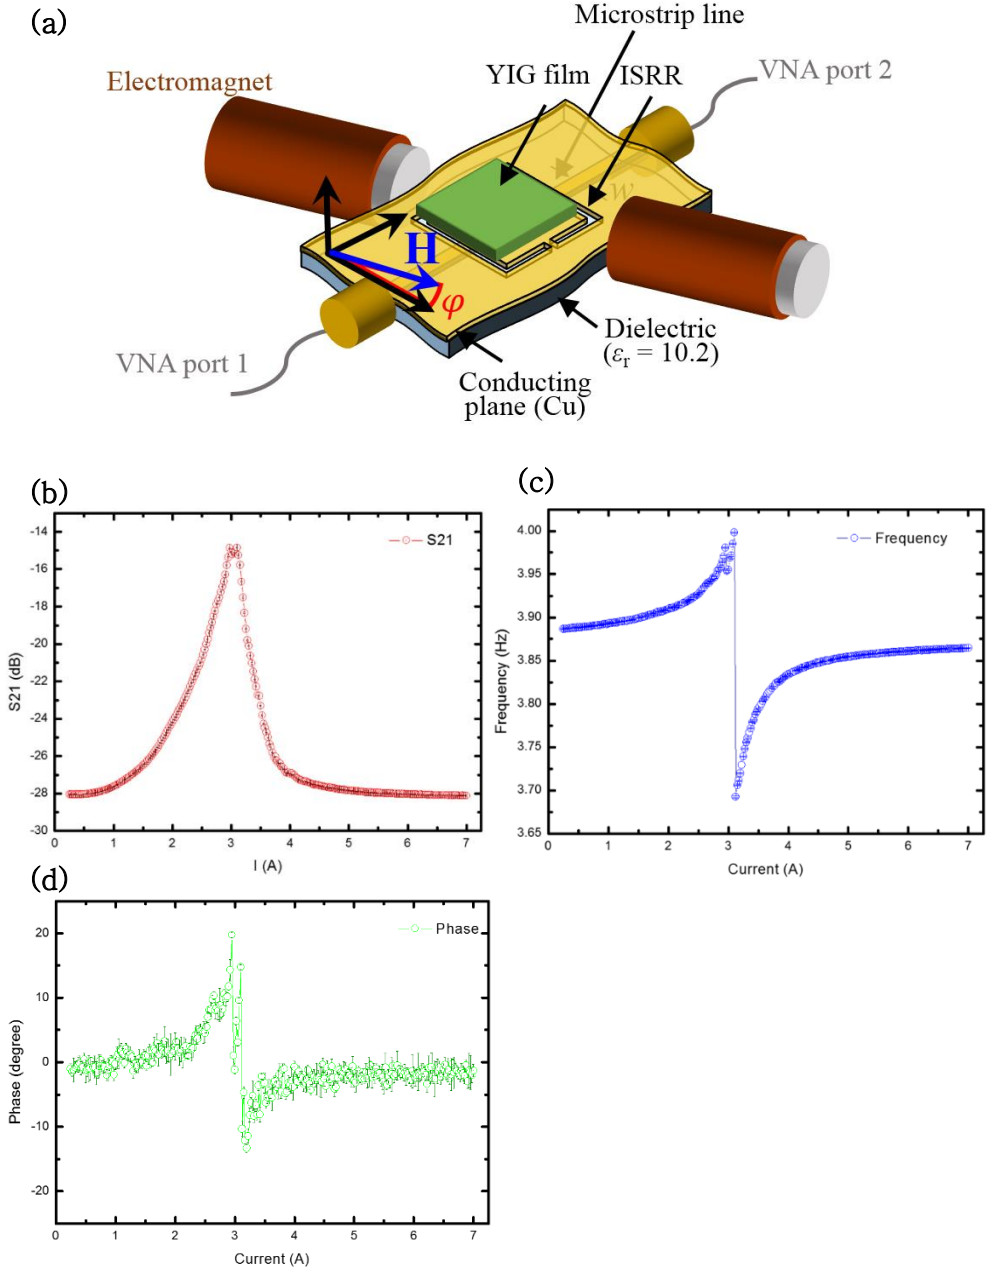 (a)
Microstrip line
YIG film
ISRR
VNA port 2
Electromagnet
w
H
φ
VNA port 1
Dielectric
(εr = 10.2)
Conducting
plane (Cu)
(b)
-14
-16
-18
-20
-22
-24
-26
-28
-30
S21 (dB)
S21
0 1 2 3 4 5 6 7
I (A)
(c)
4.00
3.95
3.90
3.85
3.80
3.75
3.70
3.65
Frequency (Hz)
Frequency
0 1 2 3 4 5 6 7
Current (A)
(d)
20
10
0
-10
-20
Phase (degree)
Phase
0 1 2 3 4 5 6 7
Current (A)